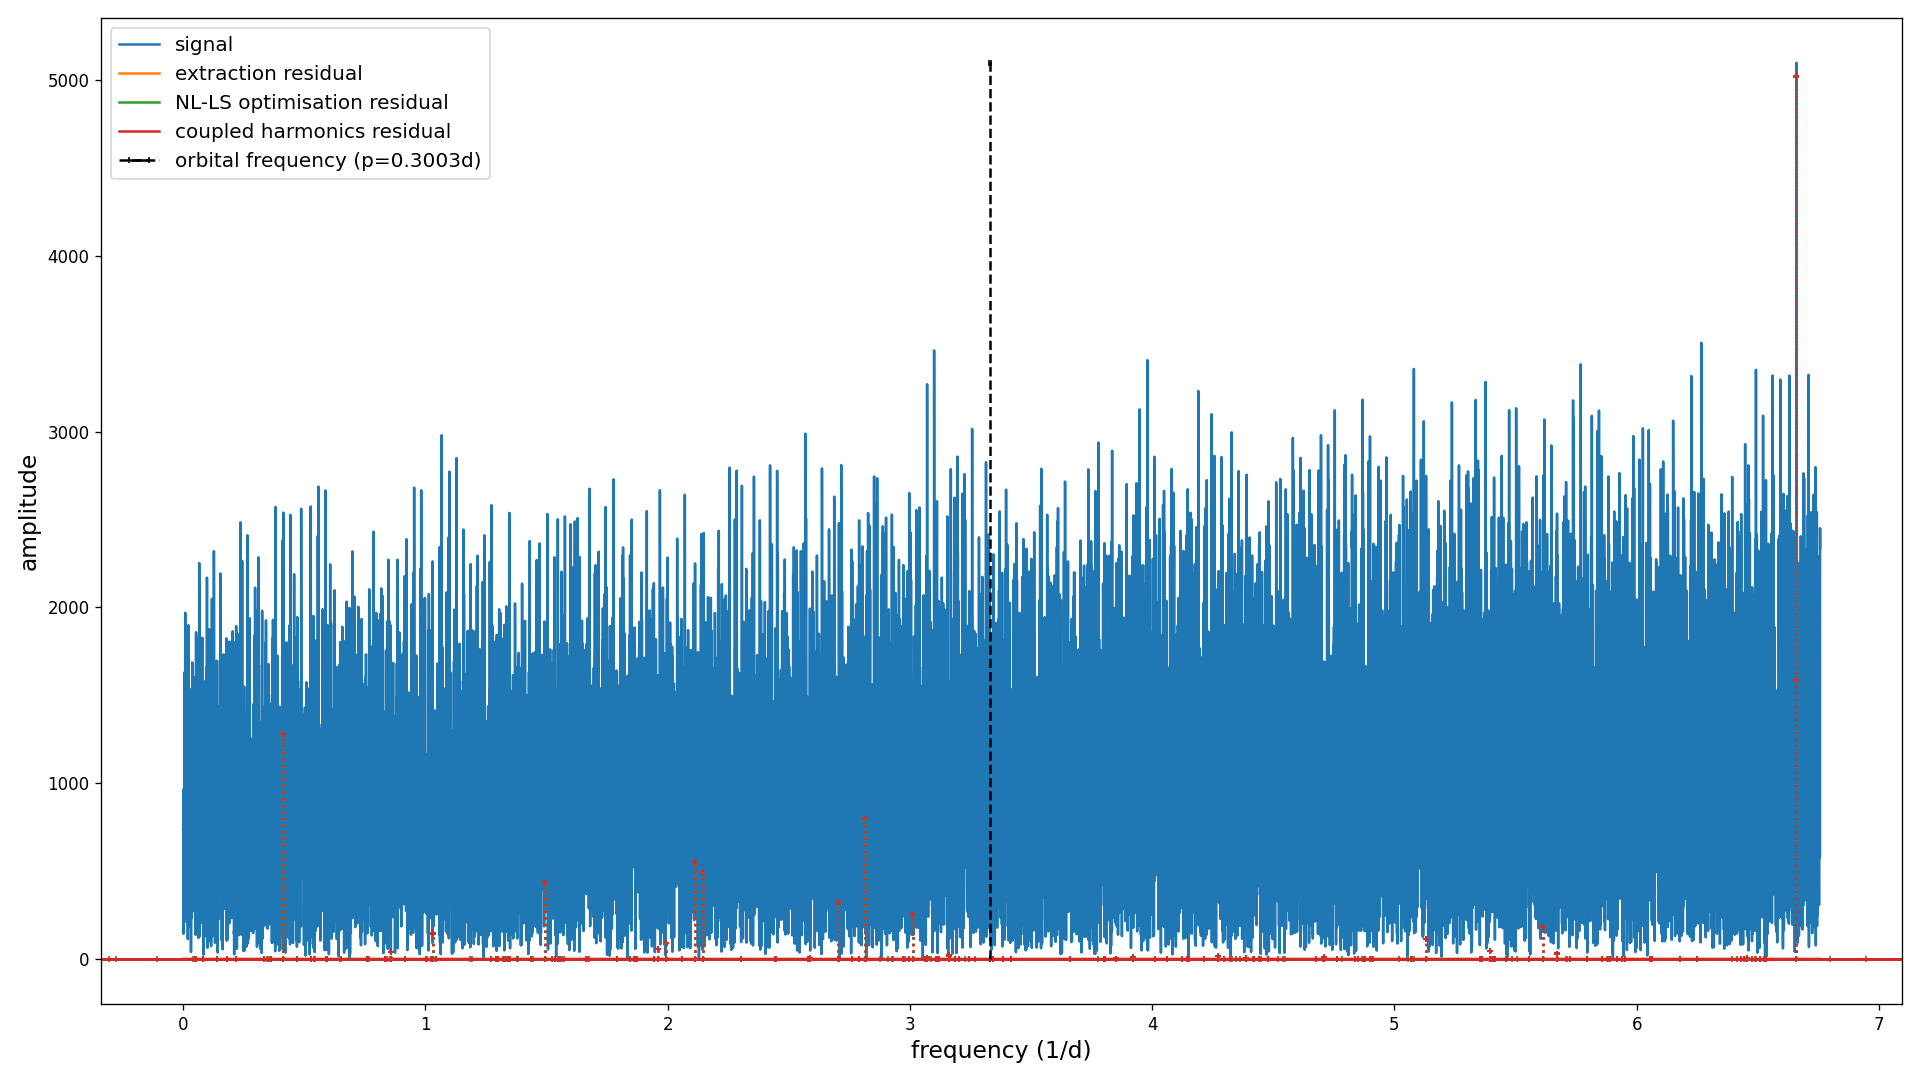 signal
extraction residual
NL-LS optimisation residual
coupled harmonics residual
orbital frequency (p=0.3003d)
5000
4000
3000
2000
1000
0
amplitude
0 1 2 3 4 5 6 7
frequency (1/d)